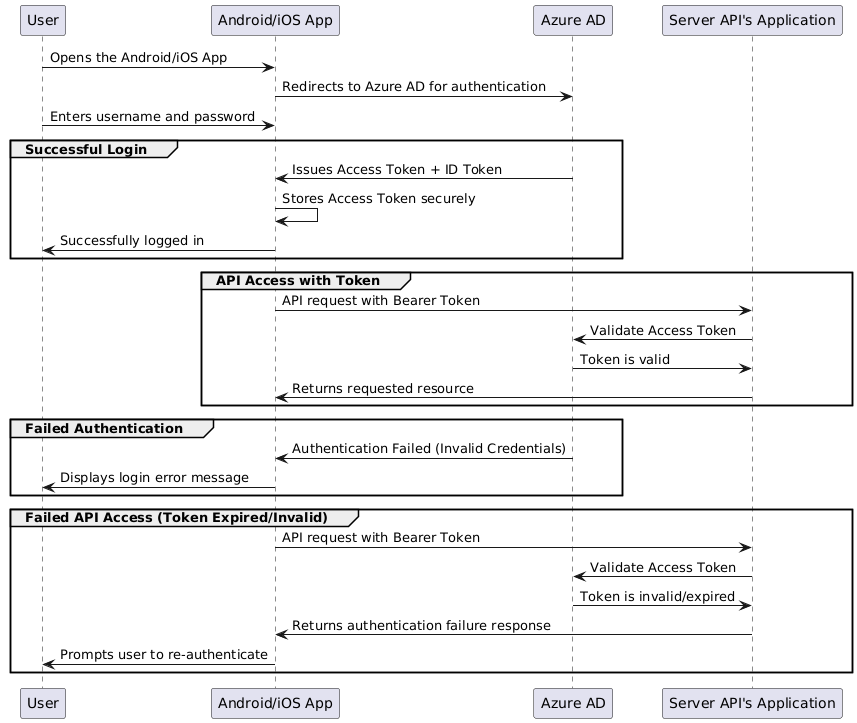 User Android/iOS App Azure AD Server API's Application
Opens the Android/iOS App
Redirects to Azure AD for authentication
Enters username and password
Successful Login
Issues Access Token + ID Token
Stores Access Token securely
Successfully logged in
API Access with Token
API request with Bearer Token
Validate Access Token
Token is valid
Returns requested resource
Failed Authentication
Authentication Failed (Invalid Credentials)
Displays login error message
Failed API Access (Token Expired/Invalid)
API request with Bearer Token
Validate Access Token
Token is invalid/expired
Returns authentication failure response
Prompts user to re-authenticate
User Android/iOS App Azure AD Server API's Application